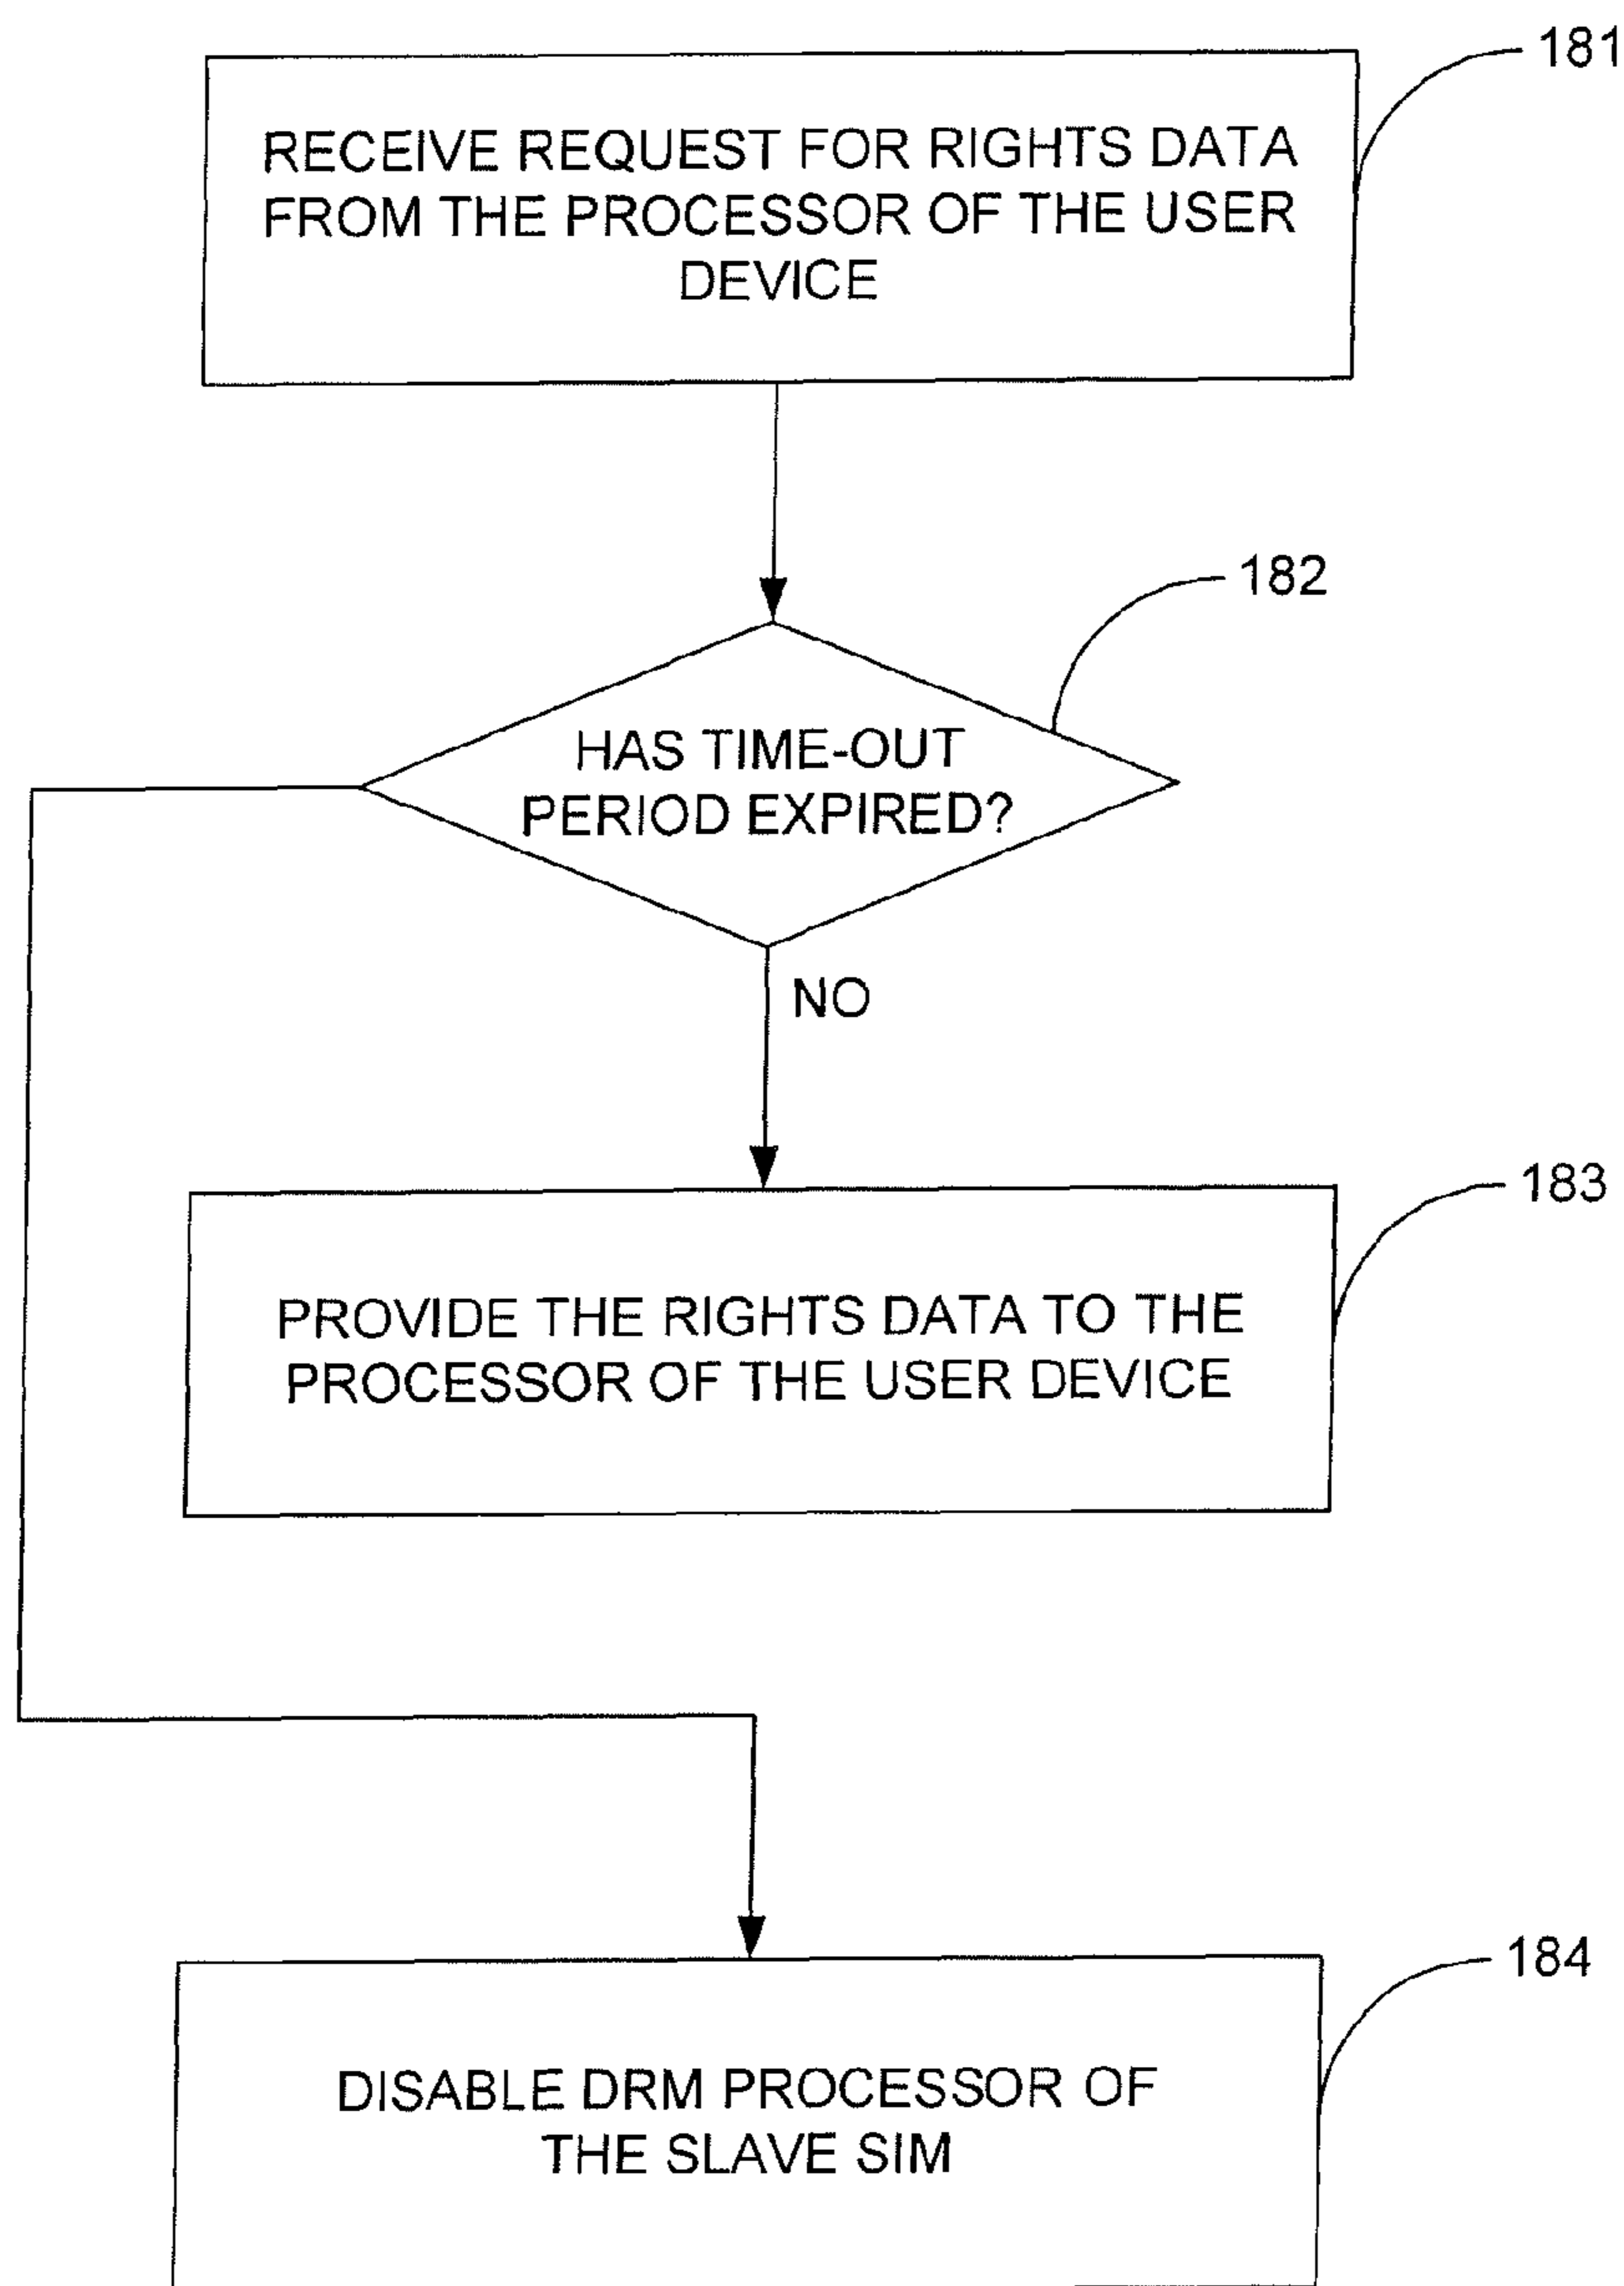 181
RECEIVE REQUEST FOR RIGHTS DATA
FROM THE PROCESSOR OF THE USER
DEVICE
182
HAS TIME-OUT
PERIOD EXPIRED?
NO
183
PROVIDE THE RIGHTS DATA TO THE
PROCESSOR OF THE USER DEVICE
184
DISABLE DRM PROCESSOR OF
THE SLAVE SIM